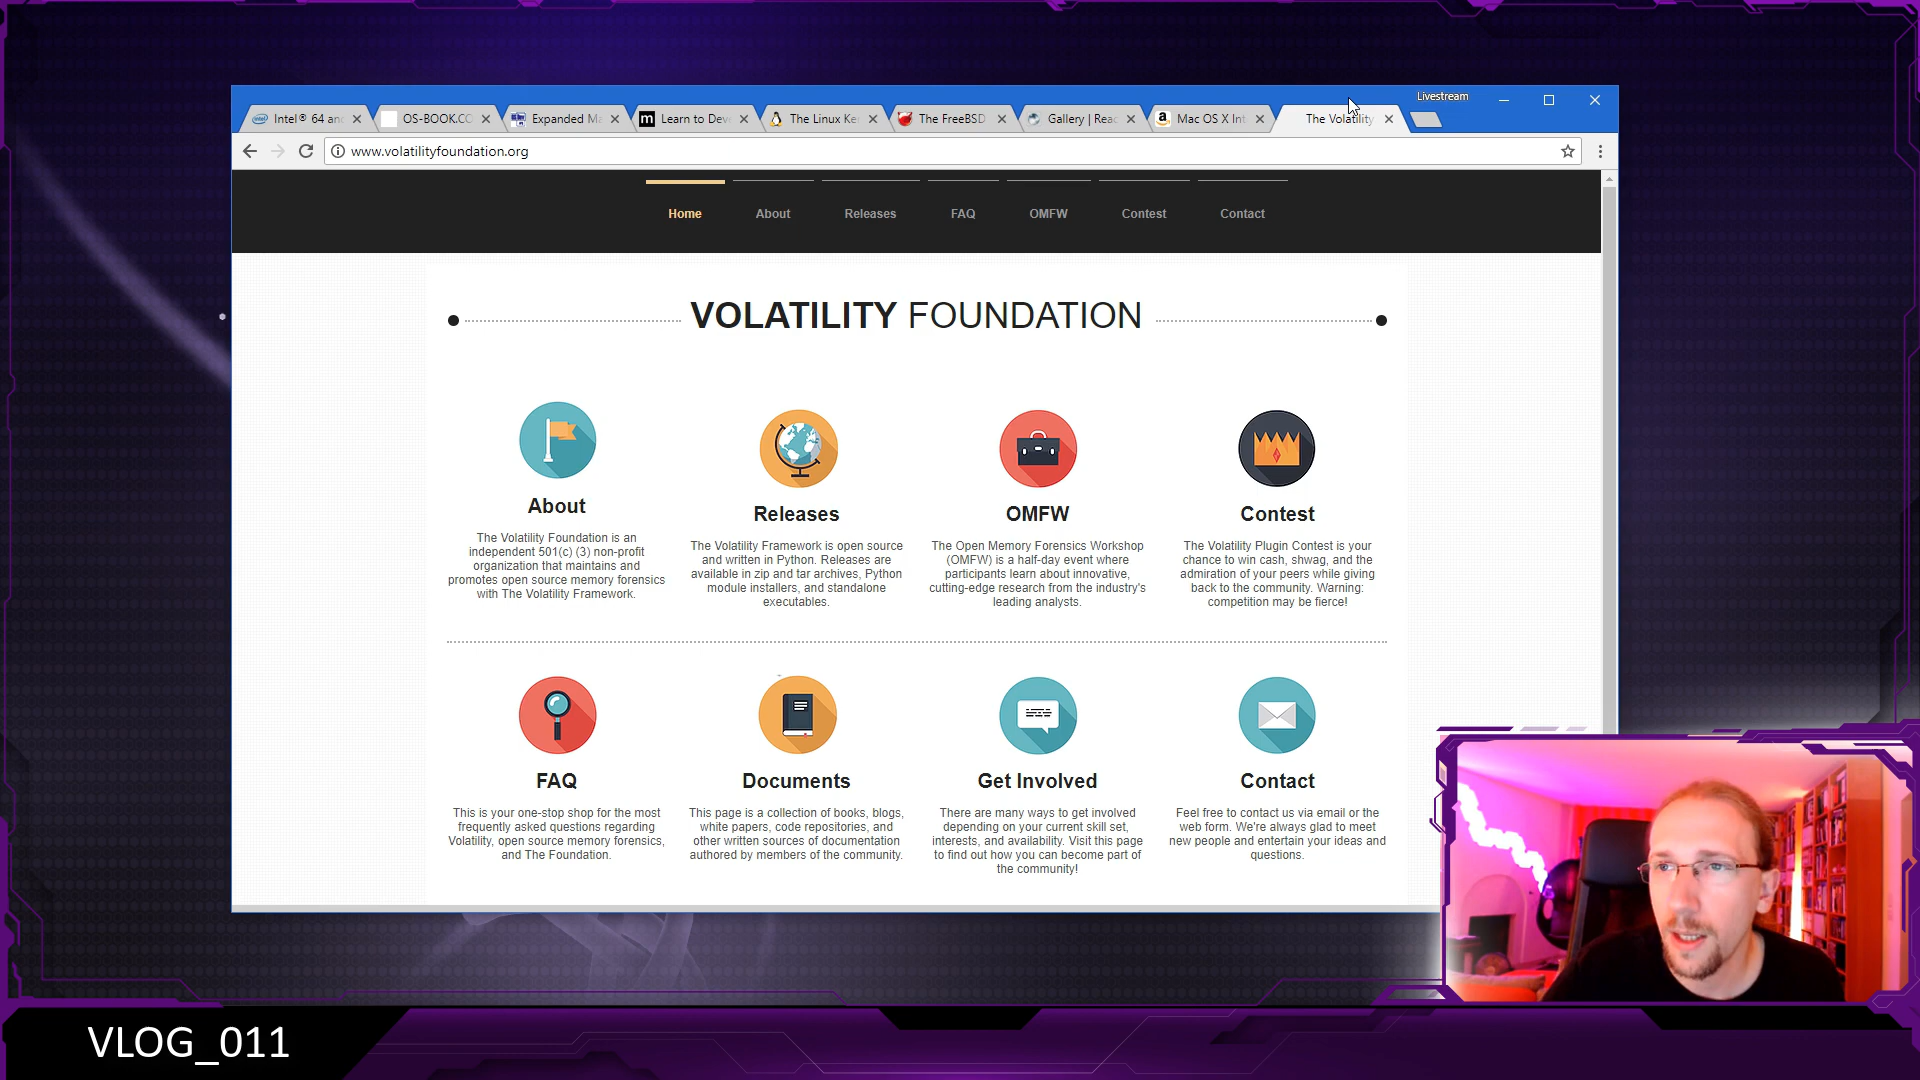 Livestream
Intel® 64 and
OS-BOOK.CO
Expanded Ma
Learn to Dev
The Linux Ke
The FreeBSD
Gallery | Reac
Mac OS X Int
The Volatility
www.volatilityfoundation.org
Home
About
Releases
FAQ
OMFW
Contest
Contact
VOLATILITY FOUNDATION
About
The Volatility Foundation is an
independent 501(c) (3) non-profit
organization that maintains and
promotes open source memory forensics
with The Volatility Framework.
Releases
The Volatility Framework is open source
and written in Python. Releases are
available in zip and tar archives, Python
module installers, and standalone
executables.
OMFW
The Open Memory Forensics Workshop
(OMFW) is a half-day event where
participants learn about innovative,
cutting-edge research from the industry's
leading analysts.
Contest
The Volatility Plugin Contest is your
chance to win cash, shwag, and the
admiration of your peers while giving
back to the community. Warning:
competition may be fierce!
FAQ
This is your one-stop shop for the most
frequently asked questions regarding
Volatility, open source memory forensics,
and The Foundation.
Documents
This page is a collection of books, blogs,
white papers, code repositories, and
other written sources of documentation
authored by members of the community.
Get Involved
There are many ways to get involved
depending on your current skill set,
interests, and availability. Visit this page
to find out how you can become part of
the community!
Contact
Feel free to contact us via email or the
web form. We're always glad to meet
new people and entertain your ideas and
questions.
VLOG_011